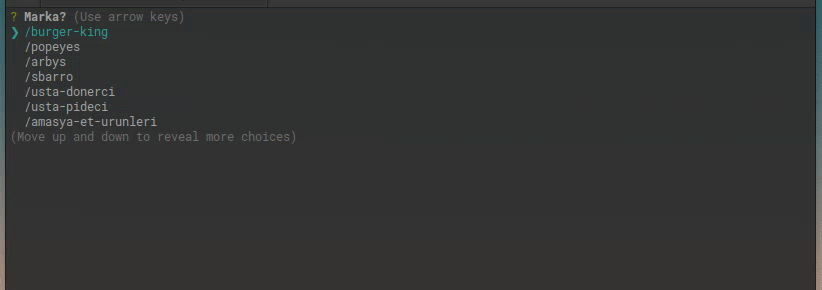 ? Marka? (Use arrow keys)
❯ /burger-king
/popeyes
/arbys
/sbarro
/usta-donerci
/usta-pideci
/amasya-et-urunleri
(Move up and down to reveal more choices)